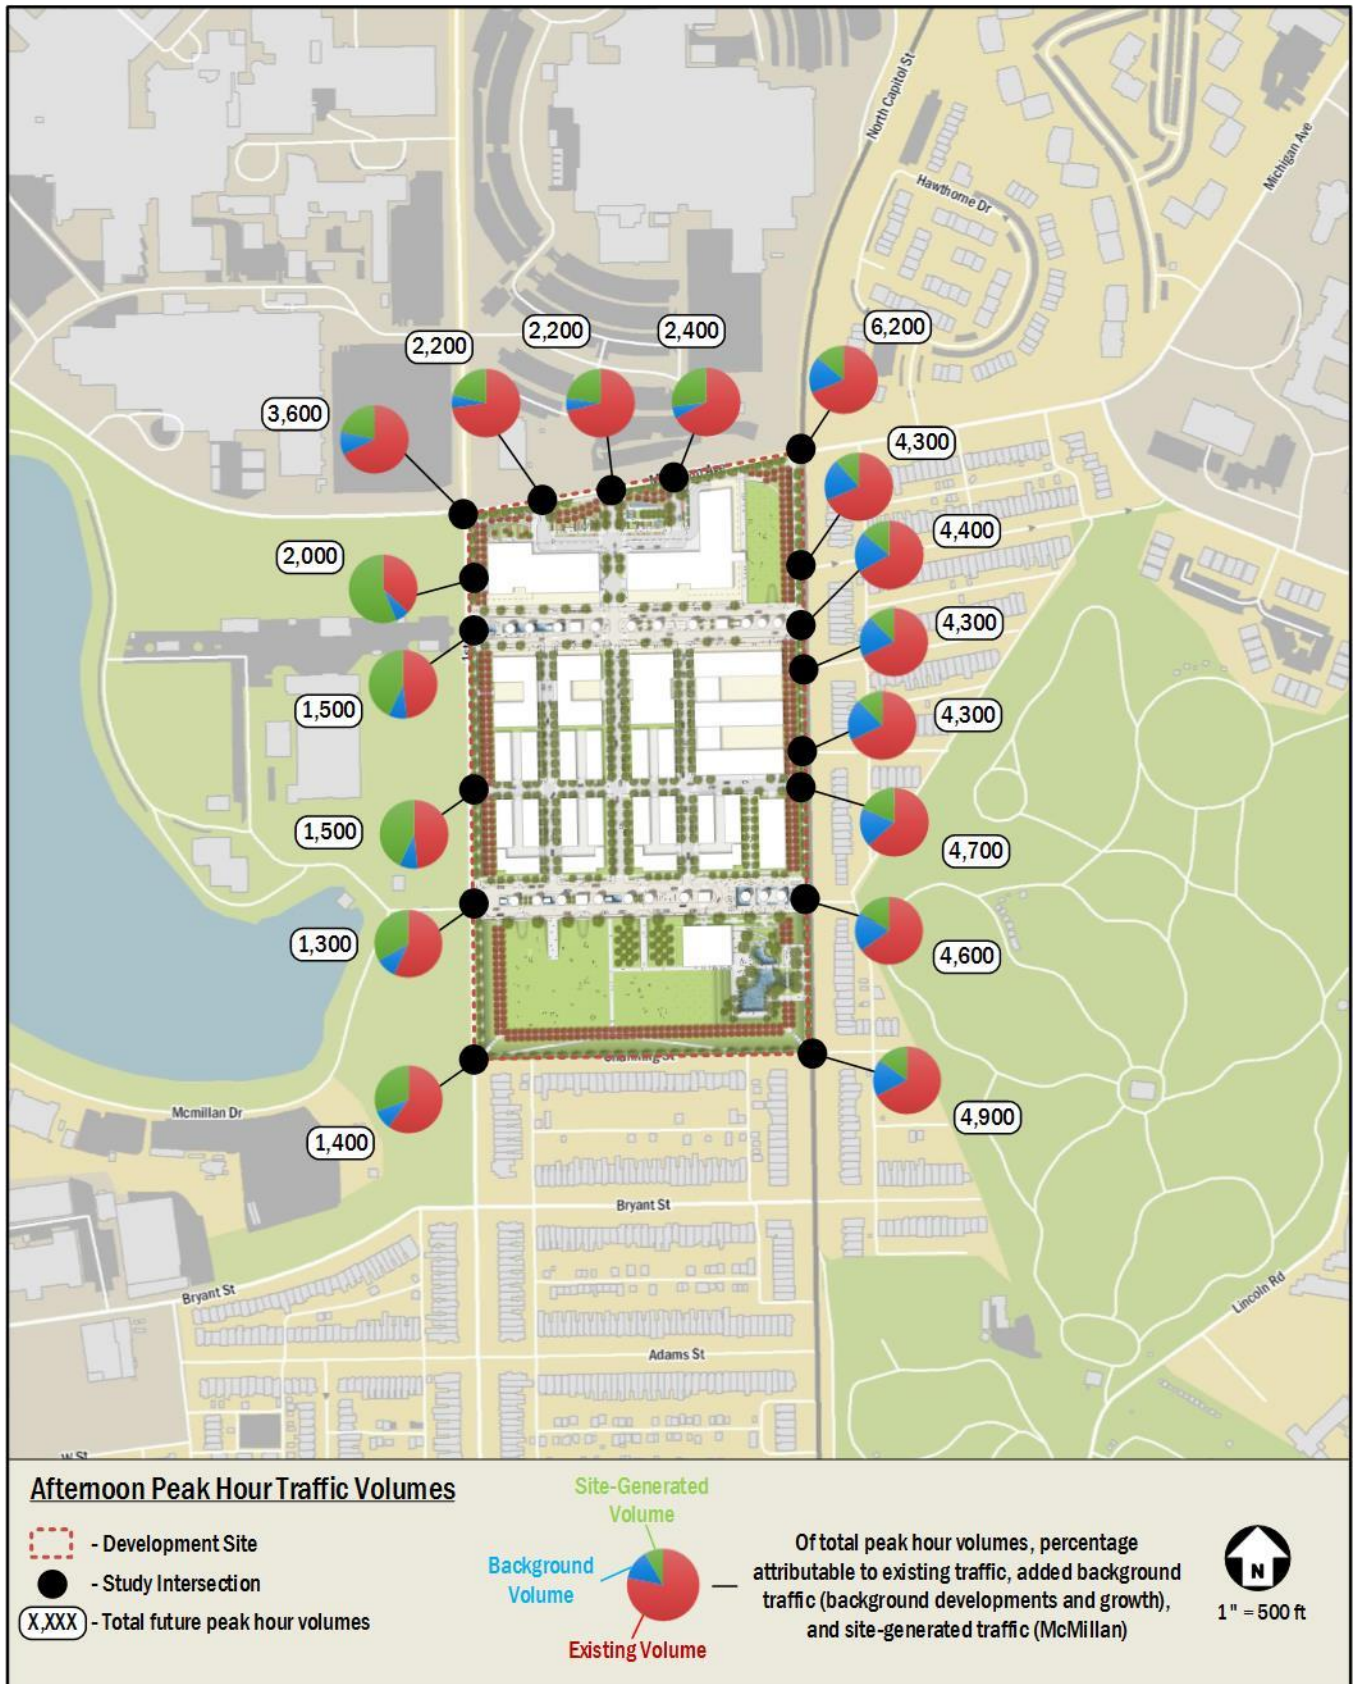 North Capitol St
Michigan Ave
Hawthorne Dr
6,200
2,200
2,400
2,200
3,600
4,300
4,400
2,000
4,300
1,500
4,300
1,500
4,700
1,300
4,600
1,400
4,900
Mcmillan Dr
Bryant St
Bryant St
Lincoln Rd
Adams St
W St
Afternoon Peak Hour Traffic Volumes
- Development Site
- Study Intersection
X,XXX - Total future peak hour volumes
Site-Generated
Volume
Background
Volume
Existing Volume
Of total peak hour volumes, percentage
attributable to existing traffic, added background
traffic (background developments and growth),
and site-generated traffic (McMillan)
N
1" = 500 ft